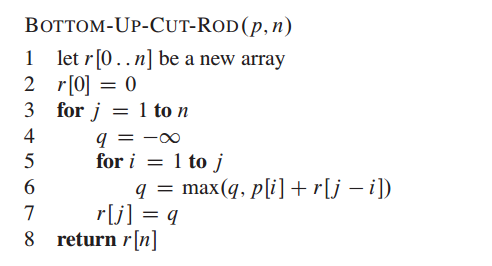 BOTTOM-UP-CUT-ROD(p, n)
1 let r[0..n] be a new array
2 r[0] = 0
3 for j = 1 to n
4 q = −∞
5 for i = 1 to j
6 q = max(q, p[i] + r[j − i])
7 r[j] = q
8 return r[n]